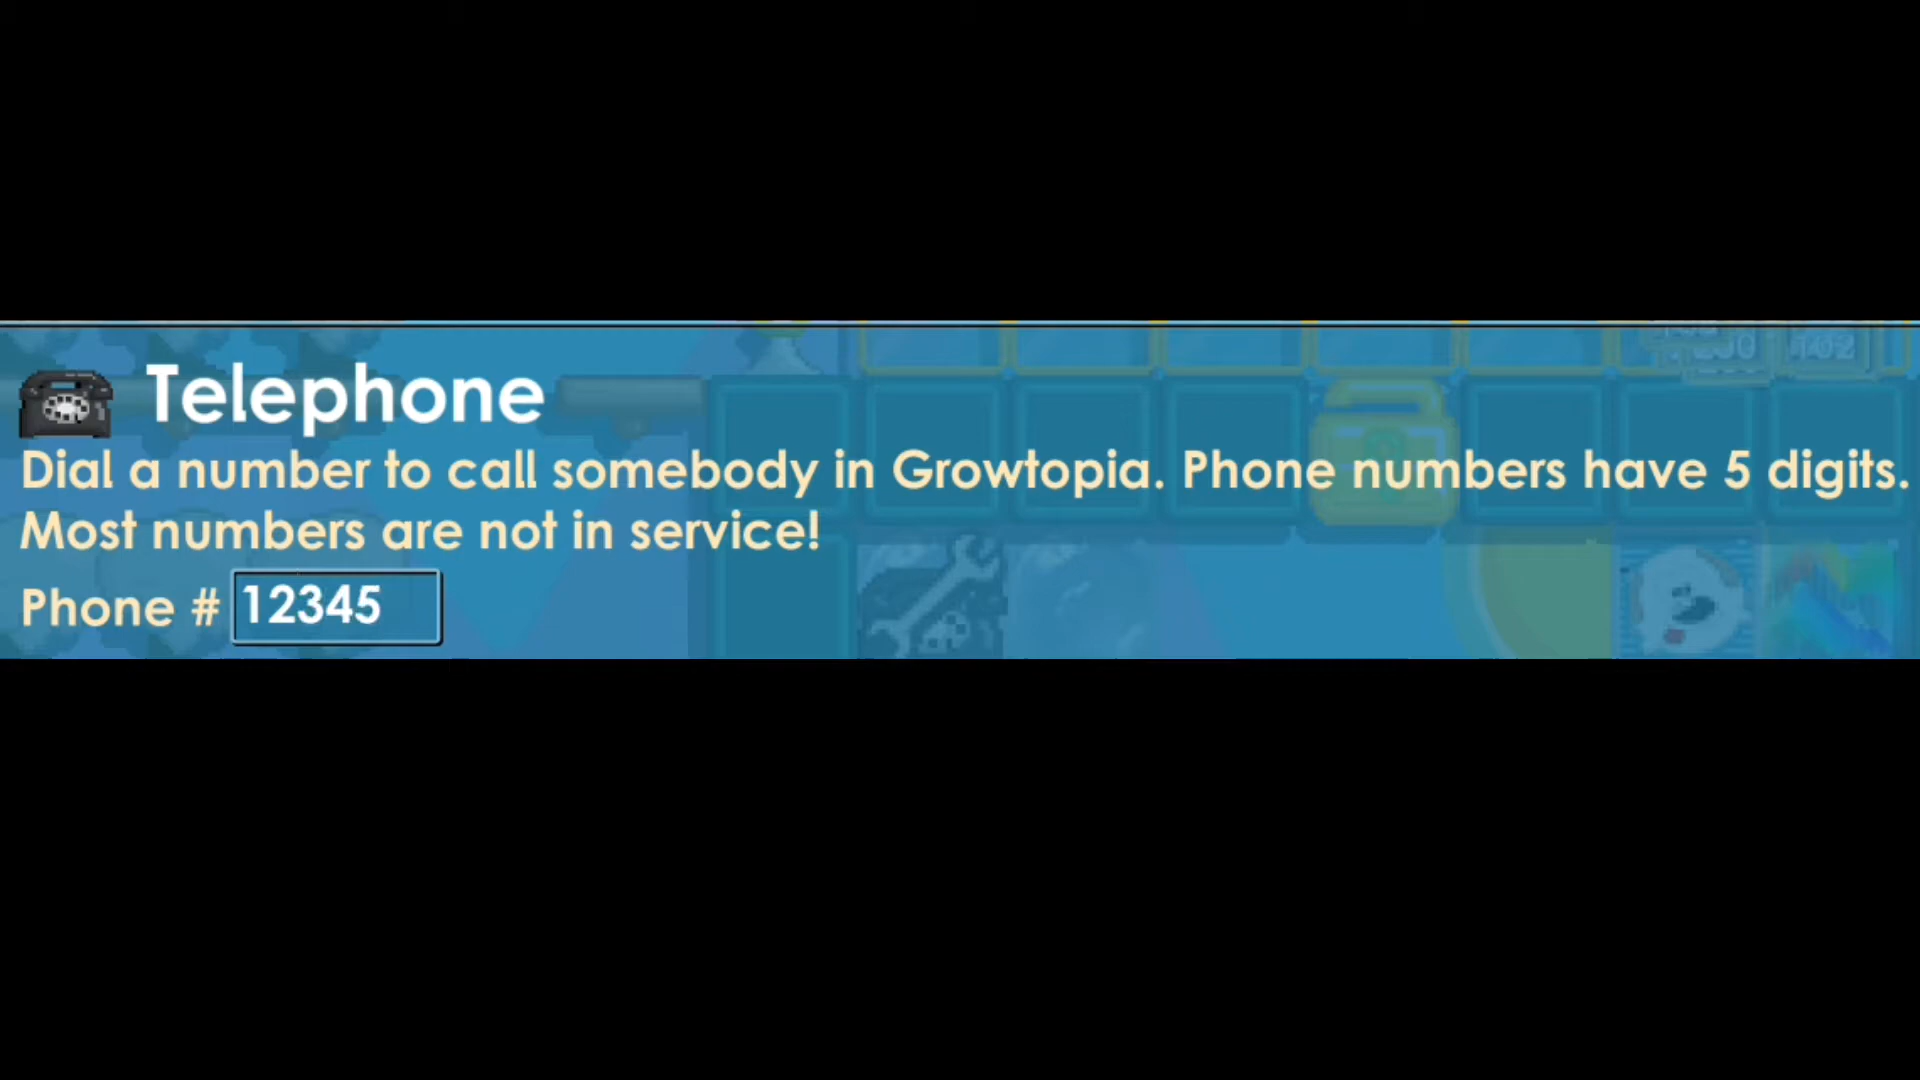 Telephone
Dial a number to call somebody in Growtopia. Phone numbers have 5 digits.
Most numbers are not in service!
Phone # 12345
102